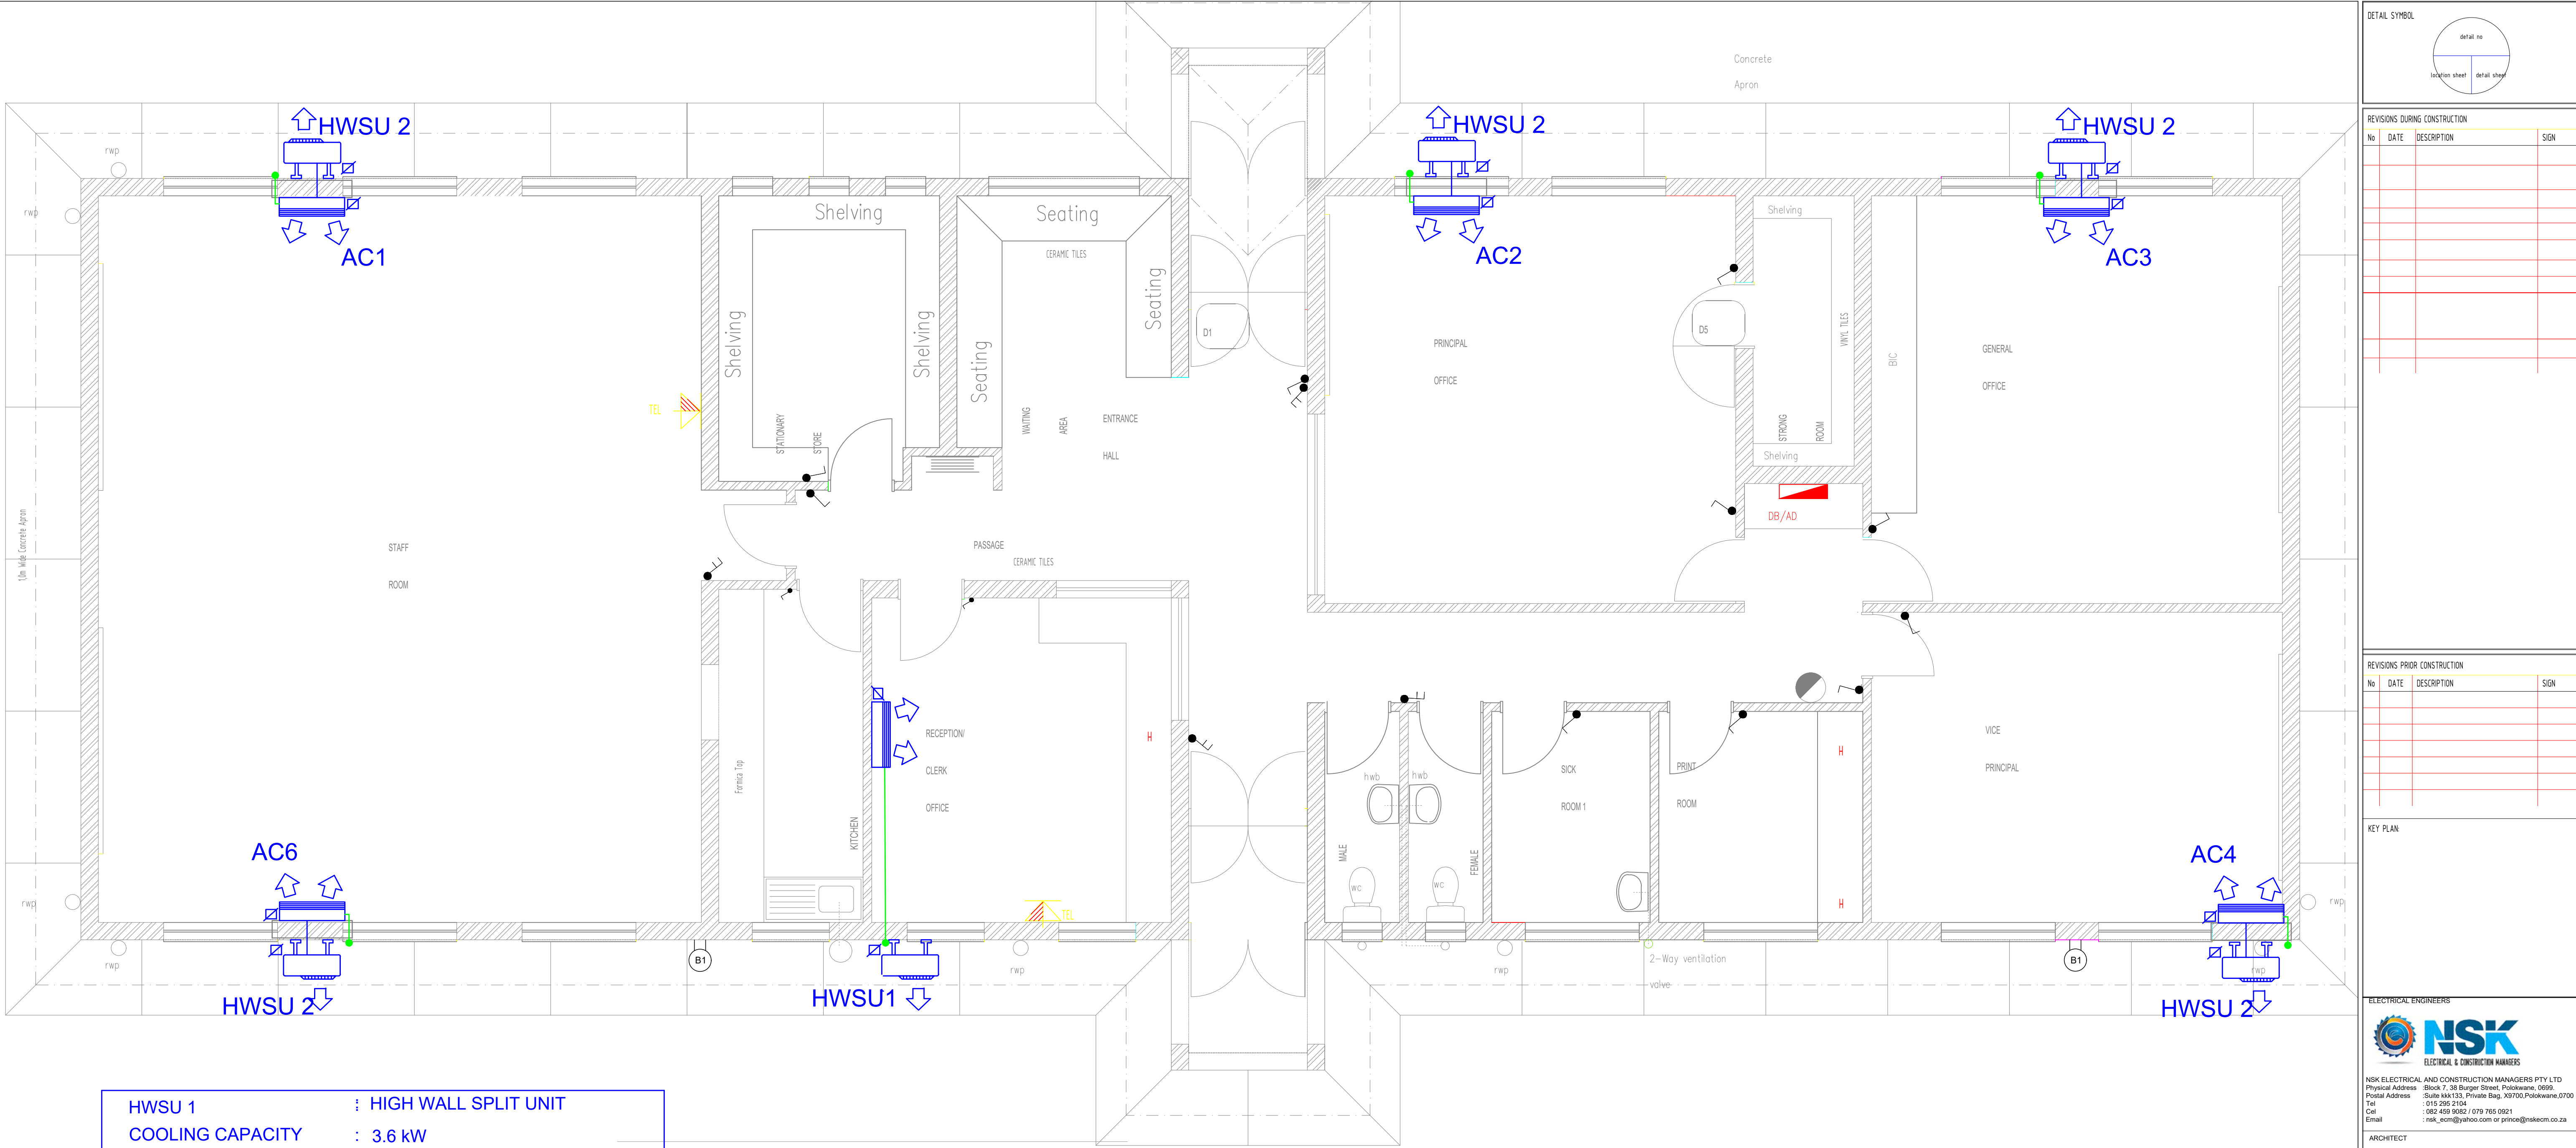 DETAIL SYMBOL
detail no
location sheet
detail sheet
REVISIONS DURING CONSTRUCTION
No DATE DESCRIPTION SIGN
REVISIONS PRIOR CONSTRUCTION
No DATE DESCRIPTION SIGN
KEY PLAN:
ELECTRICAL ENGINEERS
NSK
ELECTRICAL & CONSTRUCTION MANAGERS
NSK ELECTRICAL AND CONSTRUCTION MANAGERS PTY LTD
Physical Address :Block 7, 38 Burger Street, Polokwane, 0699.
Postal Address :Suite kkk133, Private Bag, X9700,Polokwane,0700
Tel : 015 295 2104
Cel : 082 459 9082 / 079 765 0921
Email : nsk_ecm@yahoo.com or prince@nskecm.co.za
ARCHITECT
Concrete
Apron
HWSU 2
HWSU 2
HWSU 2
rwp
rwp
AC1
AC2
AC3
Shelving
Shelving
Shelving
STATIONARY
STORE
Seating
Seating
Seating
CERAMIC TILES
WAITING
AREA
ENTRANCE
HALL
D1
PRINCIPAL
OFFICE
D5
Shelving
VINYL TILES
STRONG
ROOM
Shelving
BIC
GENERAL
OFFICE
TEL
DB/AD
1,0m Wide Concrete Apron
STAFF
ROOM
PASSAGE
CERAMIC TILES
RECEPTION/
CLERK
OFFICE
H
Formica Top
KITCHEN
hwb
hwb
MALE
FEMALE
WC
WC
SICK
ROOM 1
PRINT
ROOM
H
H
VICE
PRINCIPAL
AC6
AC4
TEL
rwp
rwp
rwp
B1
B1
rwp
rwp
rwp
2-Way ventilation
valve
HWSU 2
HWSU1
HWSU 2
HWSU 1 : HIGH WALL SPLIT UNIT
COOLING CAPACITY : 3.6 kW